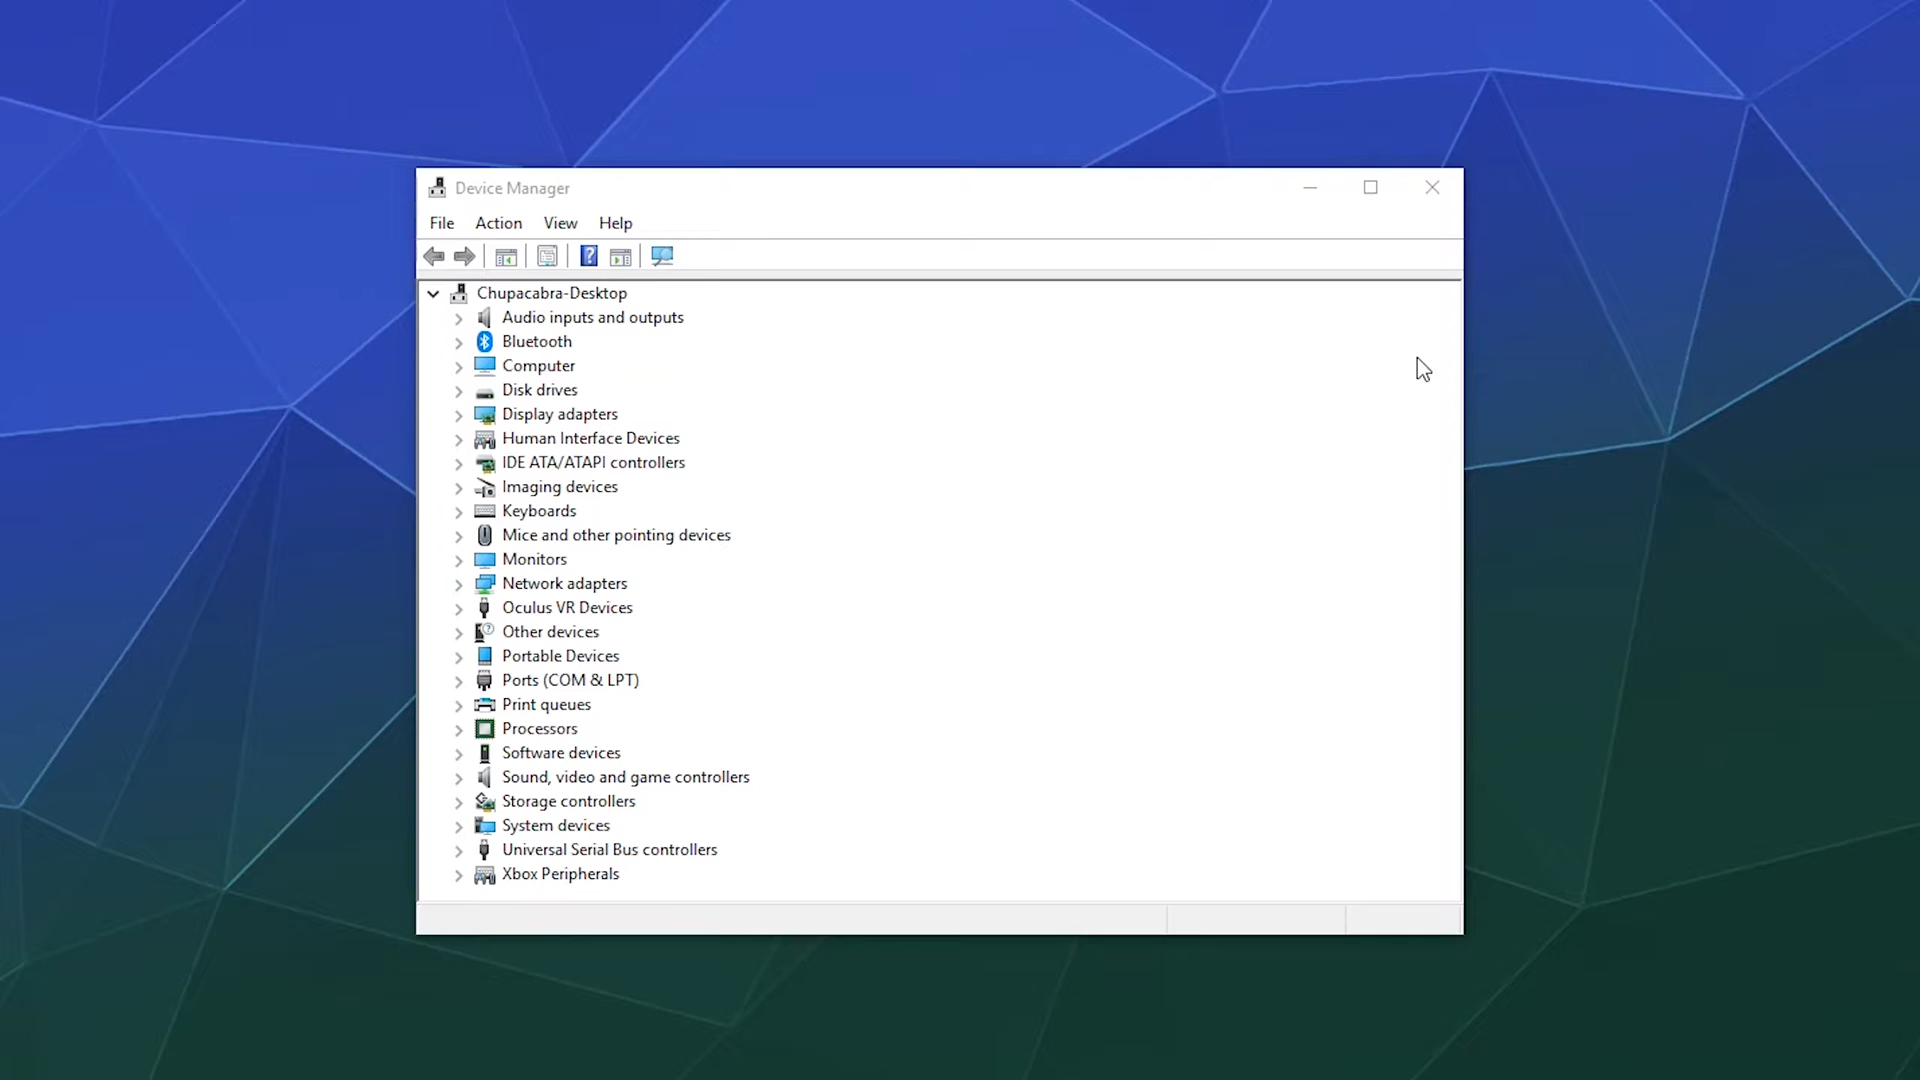 Device Manager
File Action View Help
?
Chupacabra-Desktop
Audio inputs and outputs
Bluetooth
Computer
Disk drives
Display adapters
Human Interface Devices
IDE ATA/ATAPI controllers
Imaging devices
Keyboards
Mice and other pointing devices
Monitors
Network adapters
Oculus VR Devices
Other devices
Portable Devices
Ports (COM & LPT)
Print queues
Processors
Software devices
Sound, video and game controllers
Storage controllers
System devices
Universal Serial Bus controllers
Xbox Peripherals